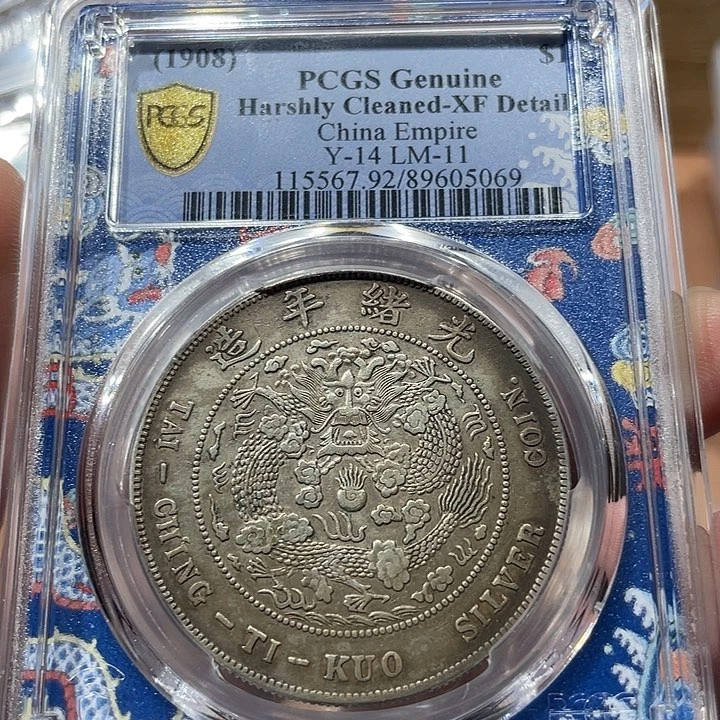 (1908) $1
PCGS Genuine
Harshly Cleaned-XF Detail
China Empire
Y-14 LM-11
115567.92/89605069
PCGS
光緒年造
TAI-CHING-TI-KUO SILVER COIN.
PCGS